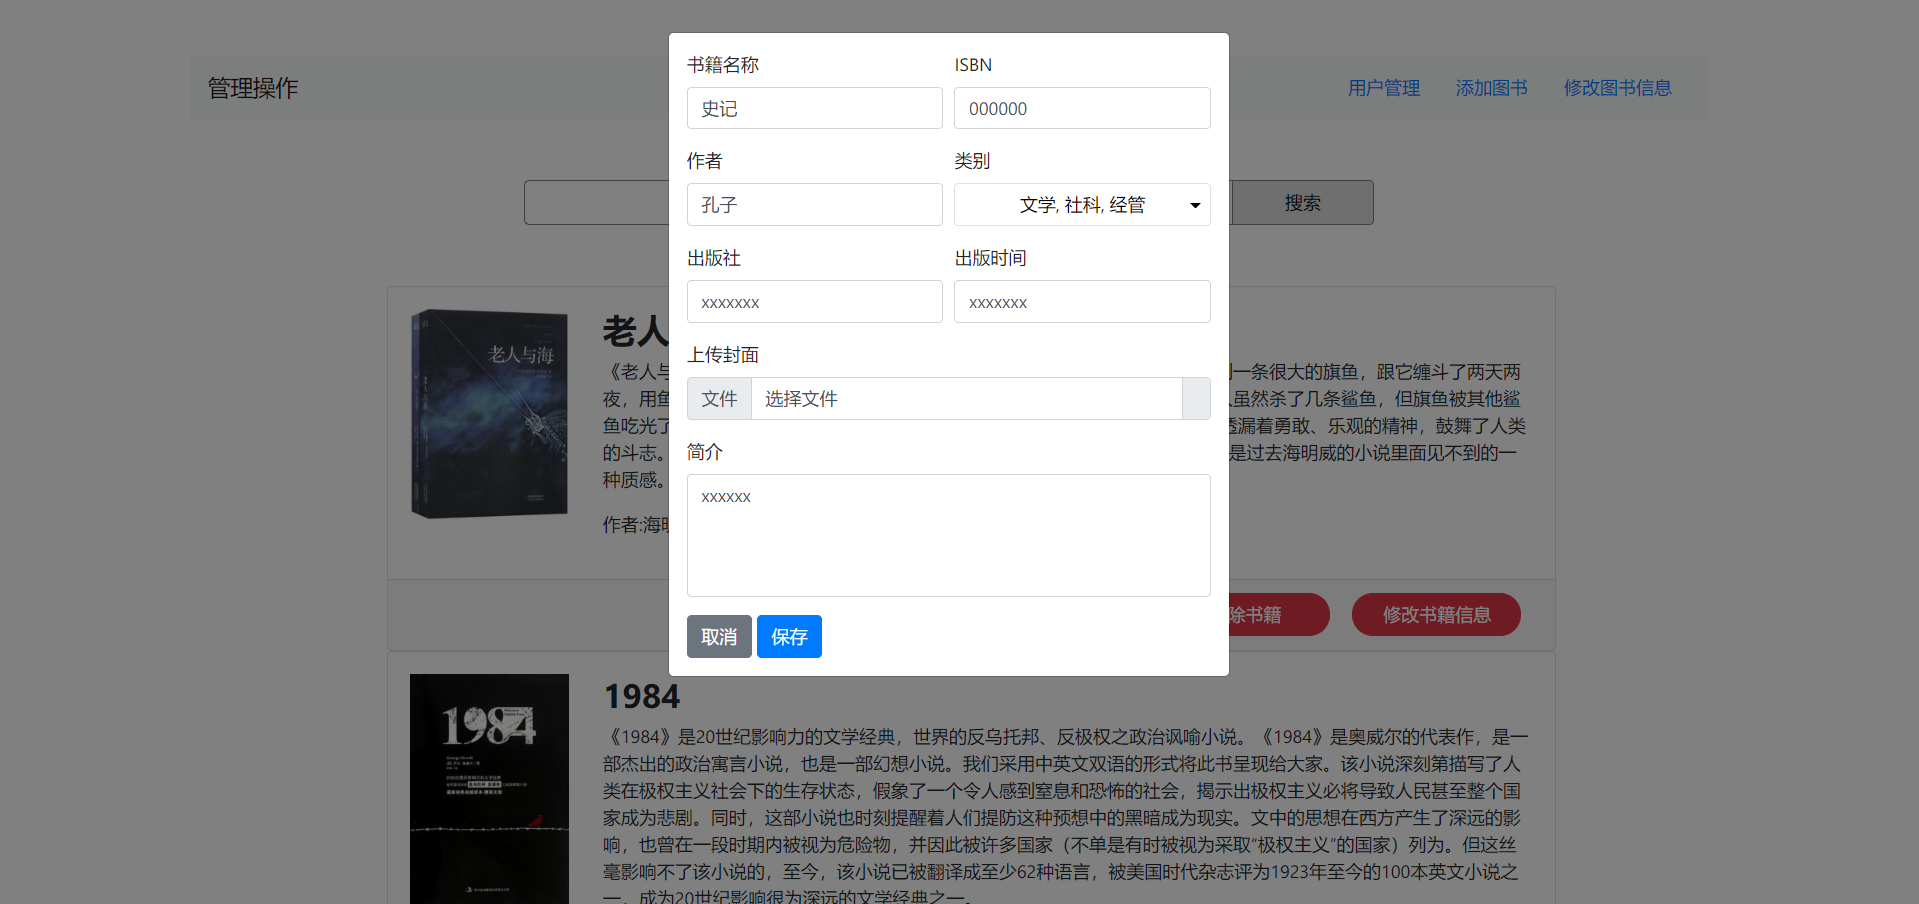 管理操作
用户管理 添加图书 修改图书信息
书籍名称 ISBN
史记 000000
作者 类别
孔子 文学, 社科, 经管
搜索
出版社 出版时间
xxxxxxx xxxxxxx
上传封面
文件 选择文件
简介
xxxxxx
取消 保存
老人与海
老人与海
老人
《老人与
一条很大的旗鱼，跟它缠斗了两天两
夜，用鱼
虽然杀了几条鲨鱼，但旗鱼被其他鲨
鱼吃光了
透漏着勇敢、乐观的精神，鼓舞了人类
的斗志。
是过去海明威的小说里面见不到的一
种质感。
作者:海明
除书籍 修改书籍信息
1984
George Orwell
1984
《1984》是20世纪影响力的文学经典，世界的反乌托邦、反极权之政治讽喻小说。《1984》是奥威尔的代表作，是一
部杰出的政治寓言小说，也是一部幻想小说。我们采用中英文双语的形式将此书呈现给大家。该小说深刻第描写了人
类在极权主义社会下的生存状态，假象了一个令人感到窒息和恐怖的社会，揭示出极权主义必将导致人民甚至整个国
家成为悲剧。同时，这部小说也时刻提醒着人们提防这种预想中的黑暗成为现实。文中的思想在西方产生了深远的影
响，也曾在一段时期内被视为危险物，并因此被许多国家（不单是有时被视为采取“极权主义”的国家）列为。但这丝
毫影响不了该小说的，至今，该小说已被翻译成至少62种语言，被美国时代杂志评为1923年至今的100本英文小说之
一，成为20世纪影响很为深远的文学经典之一。